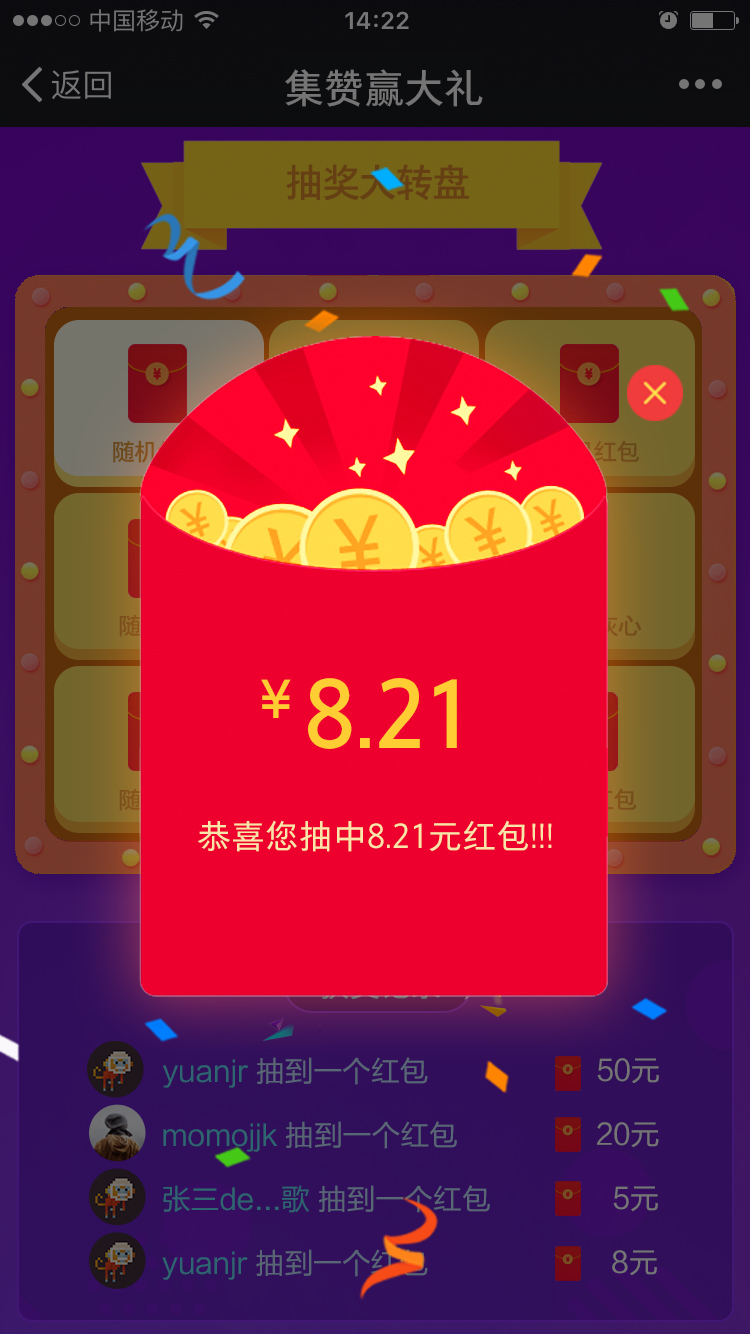 中国移动
14:22
返回
集赞赢大礼
抽奖大转盘
随机
红包
随
灰心
随
红包
¥8.21
恭喜您抽中8.21元红包!!!
yuanjr 抽到一个红包 50元
momojjk 抽到一个红包 20元
张三de...歌 抽到一个红包 5元
yuanjr 抽到一个红包 8元